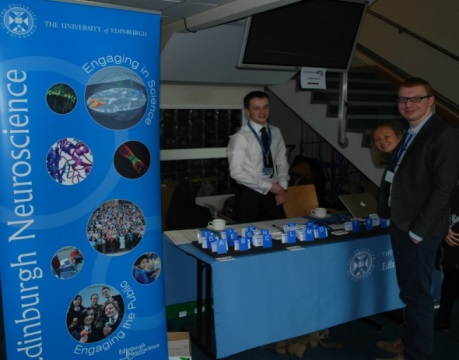 THE UNIVERSITY of EDINBURGH
Edinburgh Neuroscience
Engaging in Science
Engaging the Public
Edinburgh
Neuroscience